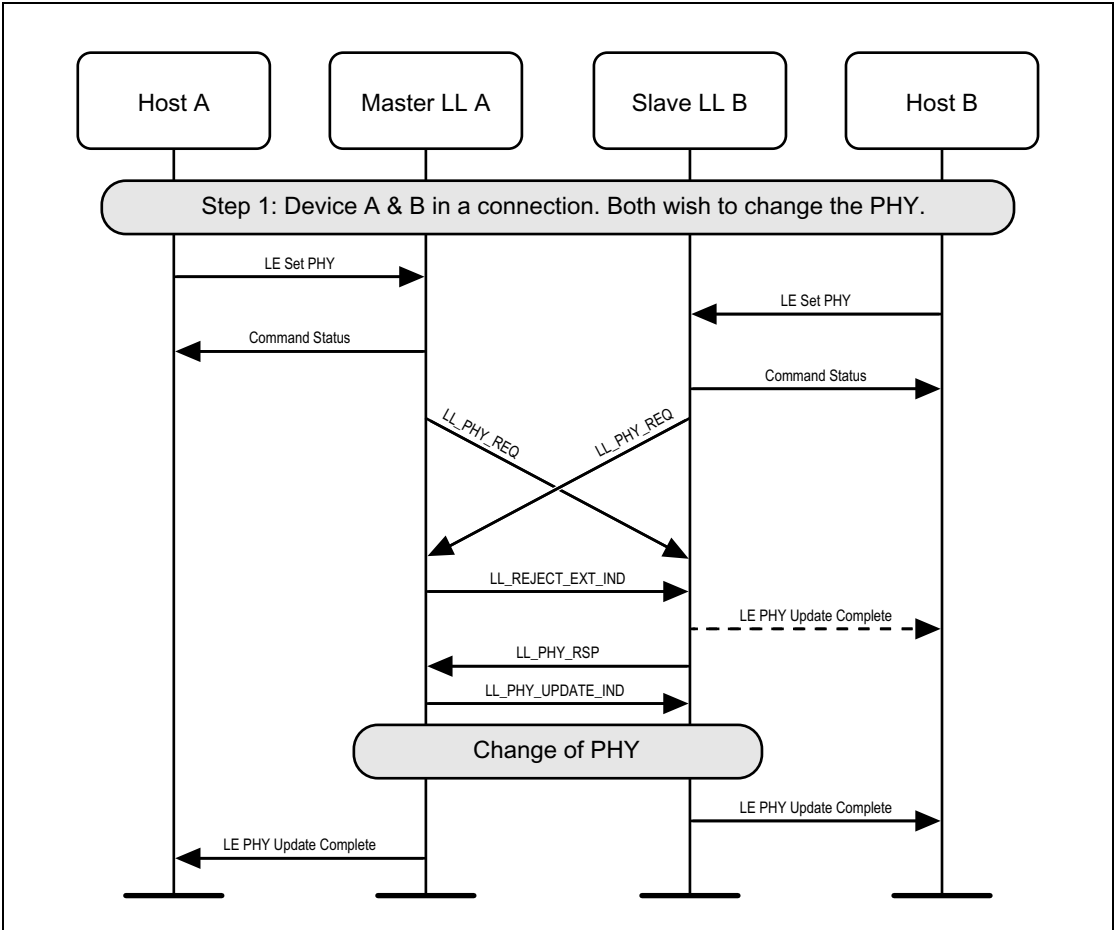 Host A
Master LL A
Slave LL B
Host B
Step 1: Device A & B in a connection. Both wish to change the PHY.
LE Set PHY
LE Set PHY
Command Status
Command Status
LL_PHY_REQ
LL_PHY_REQ
LL_REJECT_EXT_IND
LE PHY Update Complete
LL_PHY_RSP
LL_PHY_UPDATE_IND
Change of PHY
LE PHY Update Complete
LE PHY Update Complete